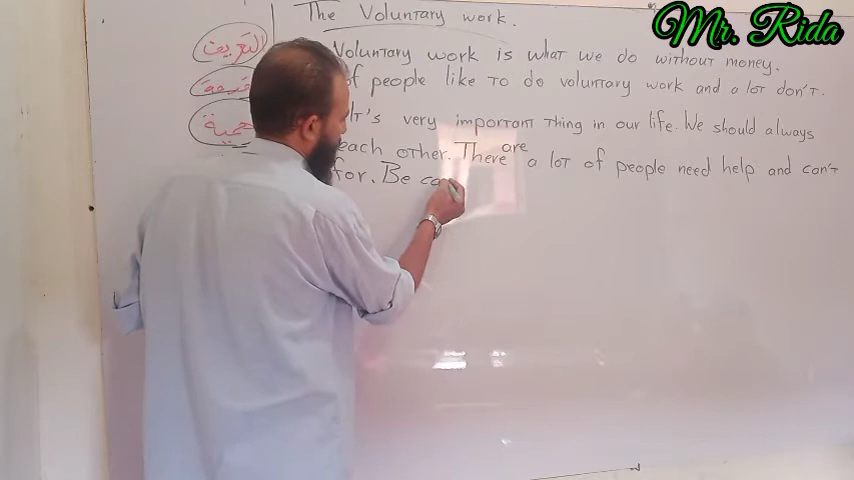 Mr. Rida
The Voluntary work.
التعريف
Voluntary work is what we do without money.
of people like to do voluntary work and a lot don't.
It's very important thing in our life. We should always
each other. There are a lot of people need help and can't
for. Be ca